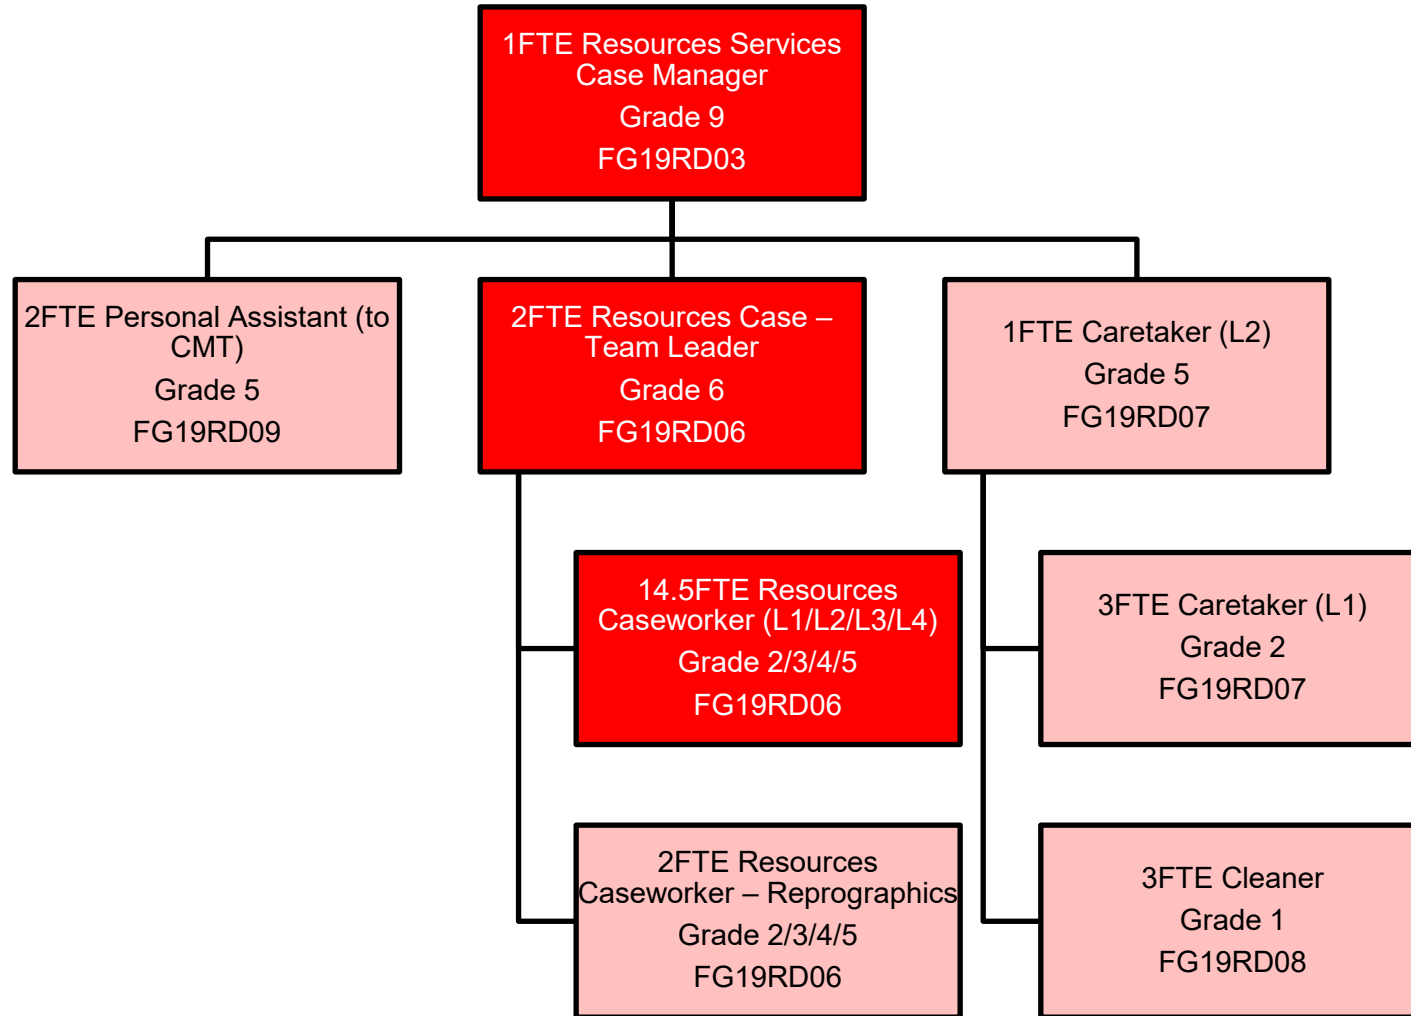 1FTE Resources Services
Case Manager
Grade 9
FG19RD03
2FTE Personal Assistant (to
CMT)
Grade 5
FG19RD09
2FTE Resources Case –
Team Leader
Grade 6
FG19RD06
1FTE Caretaker (L2)
Grade 5
FG19RD07
14.5FTE Resources
Caseworker (L1/L2/L3/L4)
Grade 2/3/4/5
FG19RD06
3FTE Caretaker (L1)
Grade 2
FG19RD07
2FTE Resources
Caseworker – Reprographics
Grade 2/3/4/5
FG19RD06
3FTE Cleaner
Grade 1
FG19RD08